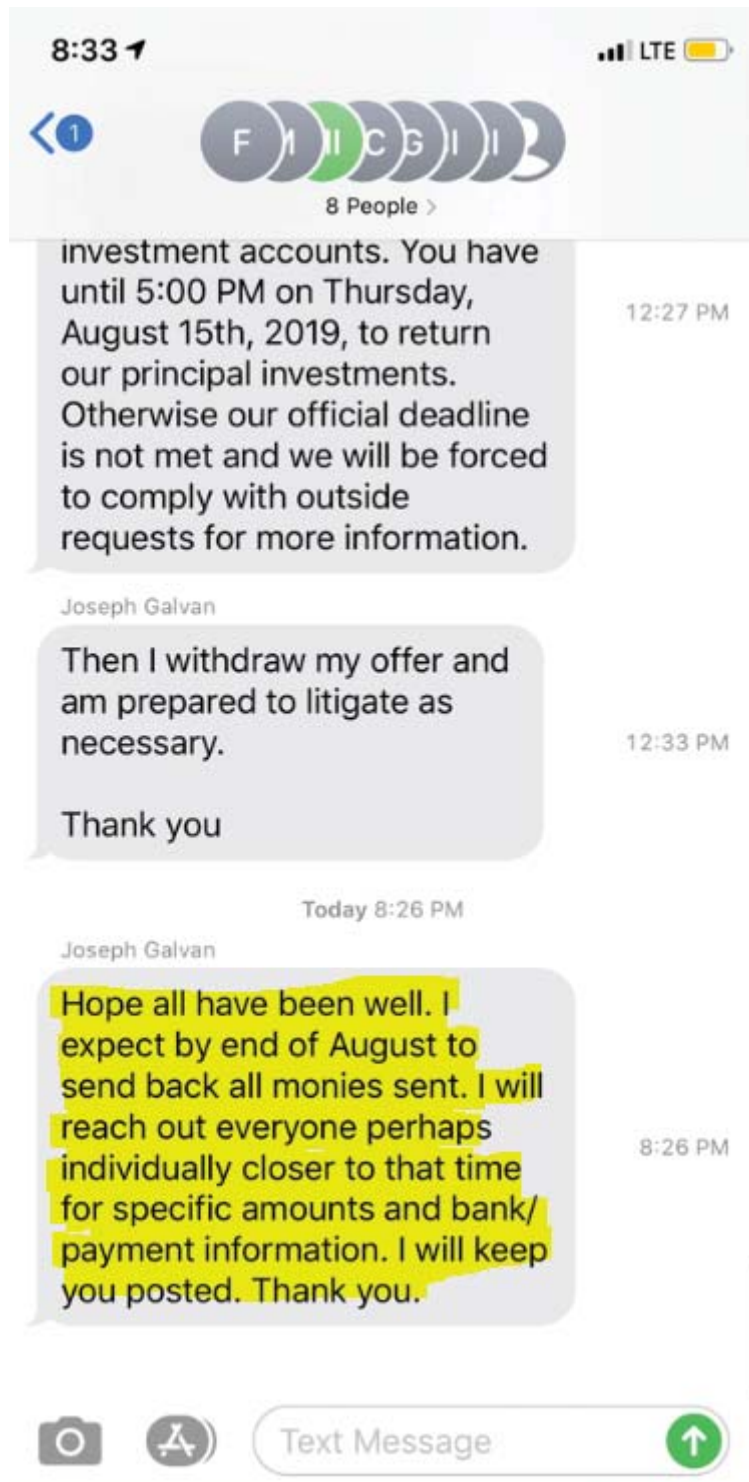 8:33
LTE
1
F M I C G I I
8 People >
investment accounts. You have
until 5:00 PM on Thursday,
August 15th, 2019, to return
our principal investments.
Otherwise our official deadline
is not met and we will be forced
to comply with outside
requests for more information.
12:27 PM
Joseph Galvan
Then I withdraw my offer and
am prepared to litigate as
necessary.
Thank you
12:33 PM
Today 8:26 PM
Joseph Galvan
Hope all have been well. I
expect by end of August to
send back all monies sent. I will
reach out everyone perhaps
individually closer to that time
for specific amounts and bank/
payment information. I will keep
you posted. Thank you.
8:26 PM
Text Message